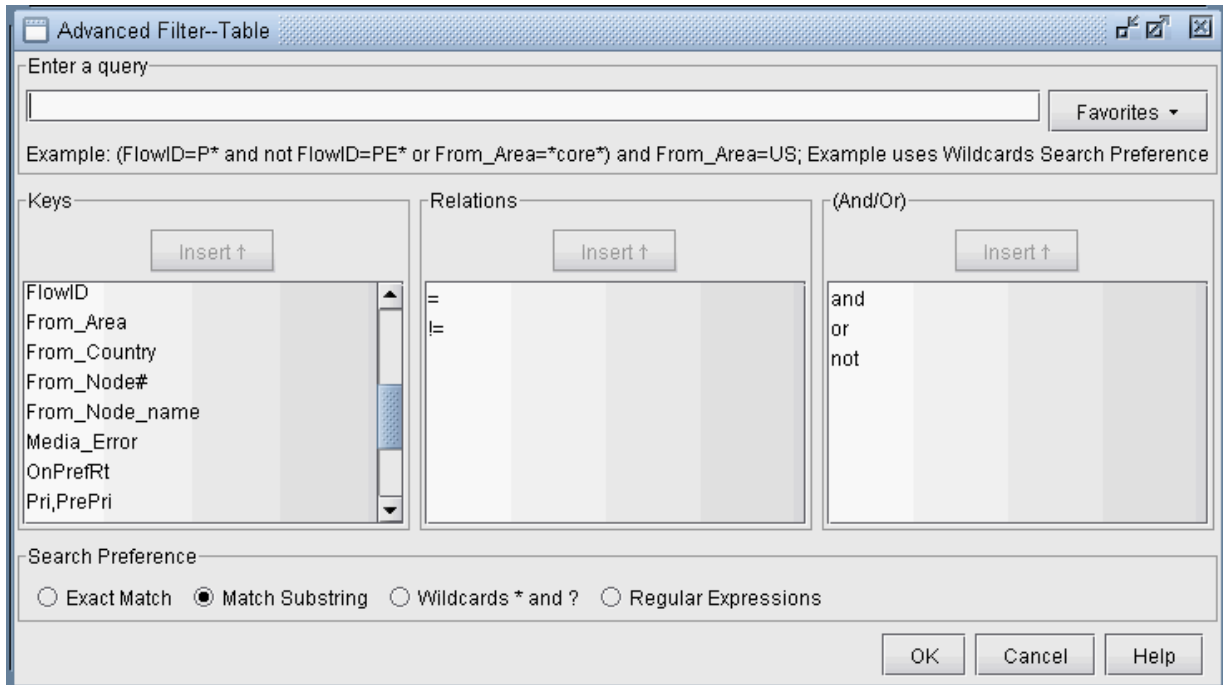 Advanced Filter--Table
Enter a query
Favorites
Example: (FlowID=P* and not FlowID=PE* or From_Area=*core*) and From_Area=US; Example uses Wildcards Search Preference
Keys
Relations
(And/Or)
Insert ↑
Insert ↑
Insert ↑
FlowID
From_Area
From_Country
From_Node#
From_Node_name
Media_Error
OnPrefRt
Pri,PrePri
=
!=
and
or
not
Search Preference
Exact Match
Match Substring
Wildcards * and ?
Regular Expressions
OK
Cancel
Help